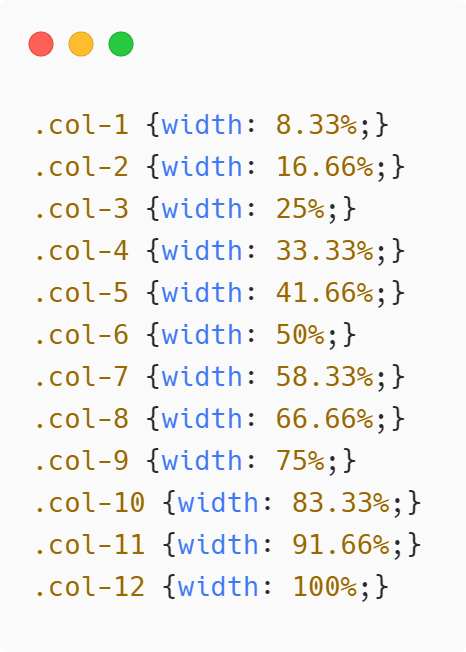 .col-1 {width: 8.33%;}
.col-2 {width: 16.66%;}
.col-3 {width: 25%;}
.col-4 {width: 33.33%;}
.col-5 {width: 41.66%;}
.col-6 {width: 50%;}
.col-7 {width: 58.33%;}
.col-8 {width: 66.66%;}
.col-9 {width: 75%;}
.col-10 {width: 83.33%;}
.col-11 {width: 91.66%;}
.col-12 {width: 100%;}